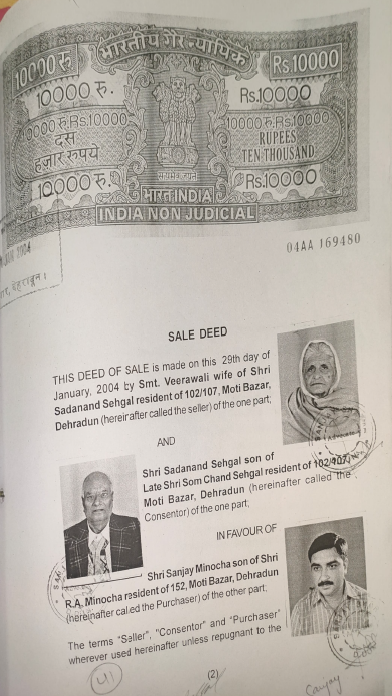 भारतीय गैर न्यायिक
10000 रु.
Rs.10000
10000 रु.
Rs.10000
0000 रु.Rs.10000
10000 रु.Rs.10000
दस
हज़ार रुपये
RUPEES
TEN THOUSAND
10000 रु.
सत्यमेव जयते
Rs.10000
भारत INDIA
INDIA NON JUDICIAL
2004
देहरादून।
04AA 169480
SALE DEED
THIS DEED OF SALE is made on this 29th day of
January, 2004 by Smt. Veerawali wife of Shri
Sadanand Sehgal resident of 102/107, Moti Bazar,
Dehradun (hereinafter called the seller) of the one part;
AND
Shri Sadanand Sehgal son of
Late Shri Som Chand Sehgal resident of 102/107,
Moti Bazar, Dehradun (hereinafter called the
Consentor) of the one part;
IN FAVOUR OF
Shri Sanjay Minocha son of Shri
R.A. Minocha resident of 152, Moti Bazar, Dehradun
(hereinafter called the Purchaser) of the other part;
The terms "Seller", "Consentor" and "Purchaser"
wherever used hereinafter unless repugnant to the
(2)
Sanjay